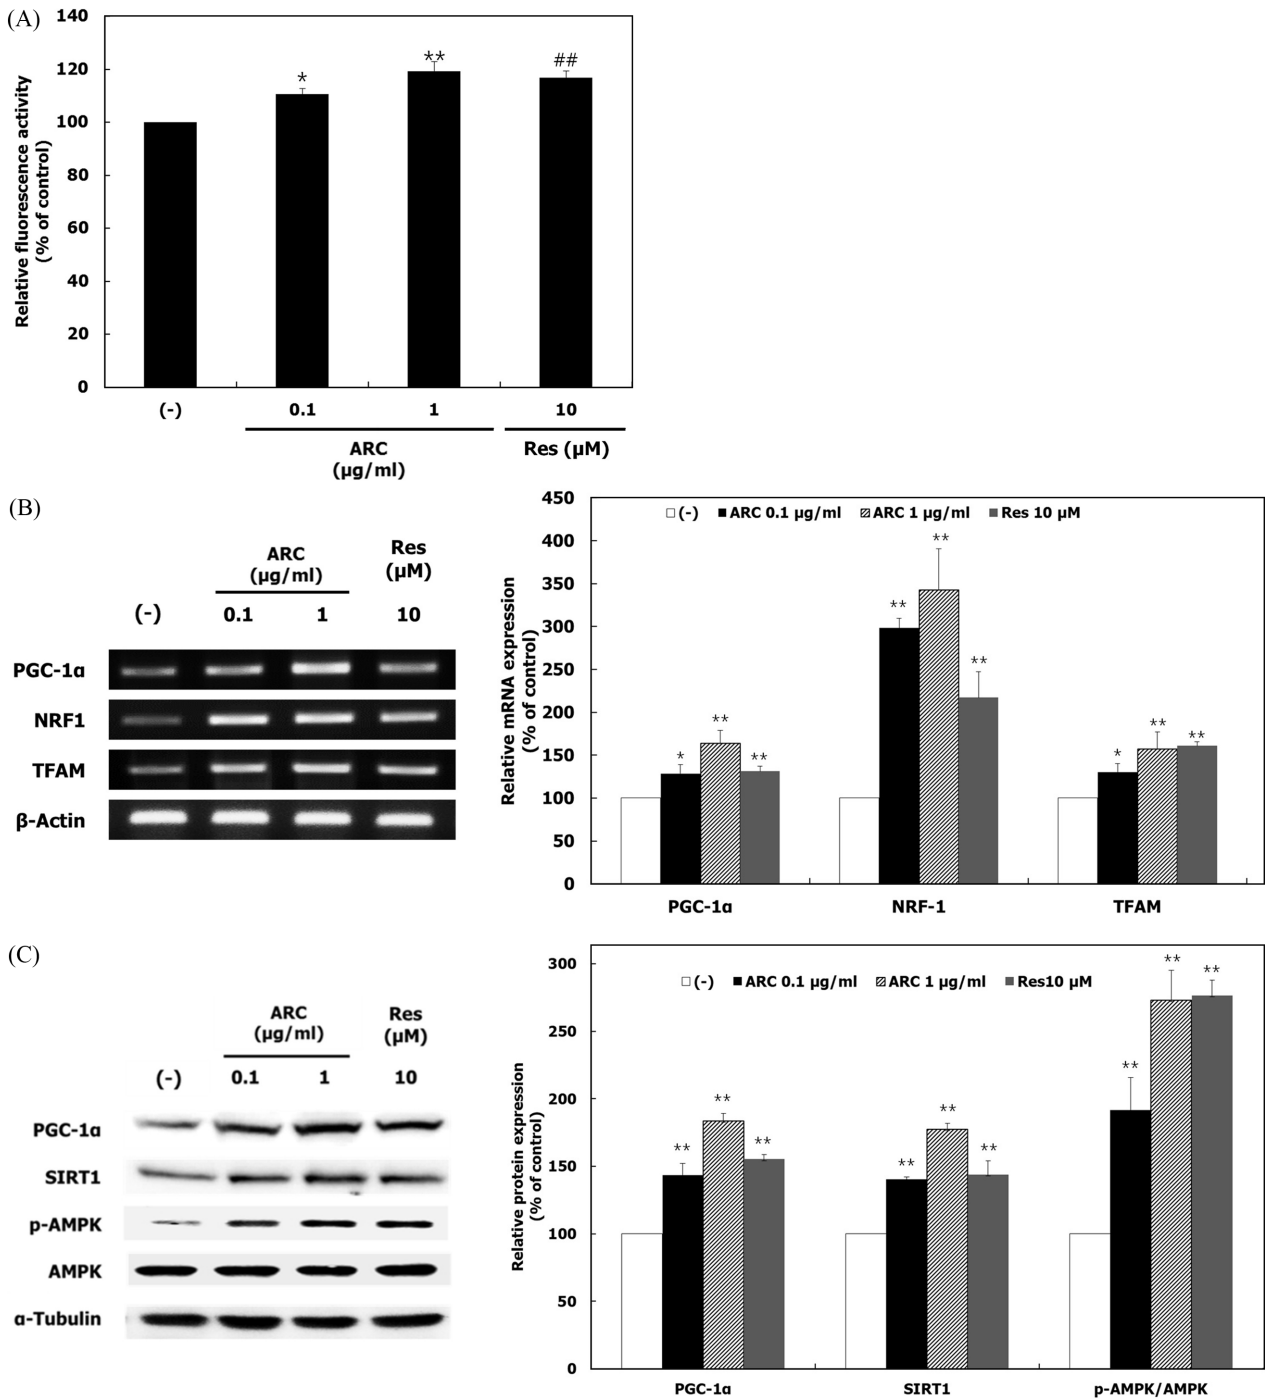 (A)
Relative fluorescence activity
(% of control)
140
120
100
80
60
40
20
0
*
**
##
(-)
0.1
1
10
ARC
(µg/ml)
Res (µM)
(B)
ARC
(µg/ml)
Res
(µM)
(-)
0.1
1
10
PGC-1α
NRF1
TFAM
β-Actin
Relative mRNA expression
(% of control)
450
400
350
300
250
200
150
100
50
0
(-)
ARC 0.1 µg/ml
ARC 1 µg/ml
Res 10 µM
*
**
**
**
**
**
*
**
**
PGC-1α
NRF-1
TFAM
(C)
ARC
(µg/ml)
Res
(µM)
(-)
0.1
1
10
PGC-1α
SIRT1
p-AMPK
AMPK
α-Tubulin
Relative protein expression
(% of control)
300
250
200
150
100
50
0
(-)
ARC 0.1 µg/ml
ARC 1 µg/ml
Res10 µM
**
**
**
**
**
**
**
**
**
PGC-1α
SIRT1
p-AMPK/AMPK